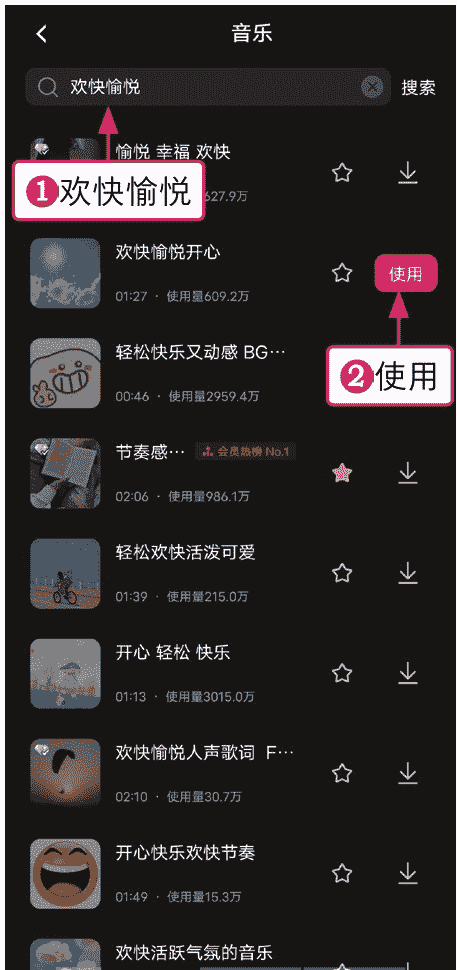 音乐
欢快愉悦 搜索
愉悦 幸福 欢快
627.9万
❶欢快愉悦
欢快愉悦开心
01:27 · 使用量609.2万
使用
轻松快乐又动感 BG…
00:46 · 使用量2959.4万
❷使用
节奏感… 会员热榜 No.1
02:06 · 使用量986.1万
轻松欢快活泼可爱
01:39 · 使用量215.0万
开心 轻松 快乐
01:13 · 使用量3015.0万
欢快愉悦人声歌词 F…
02:10 · 使用量30.7万
开心快乐欢快节奏
01:49 · 使用量15.3万
欢快活跃气氛的音乐